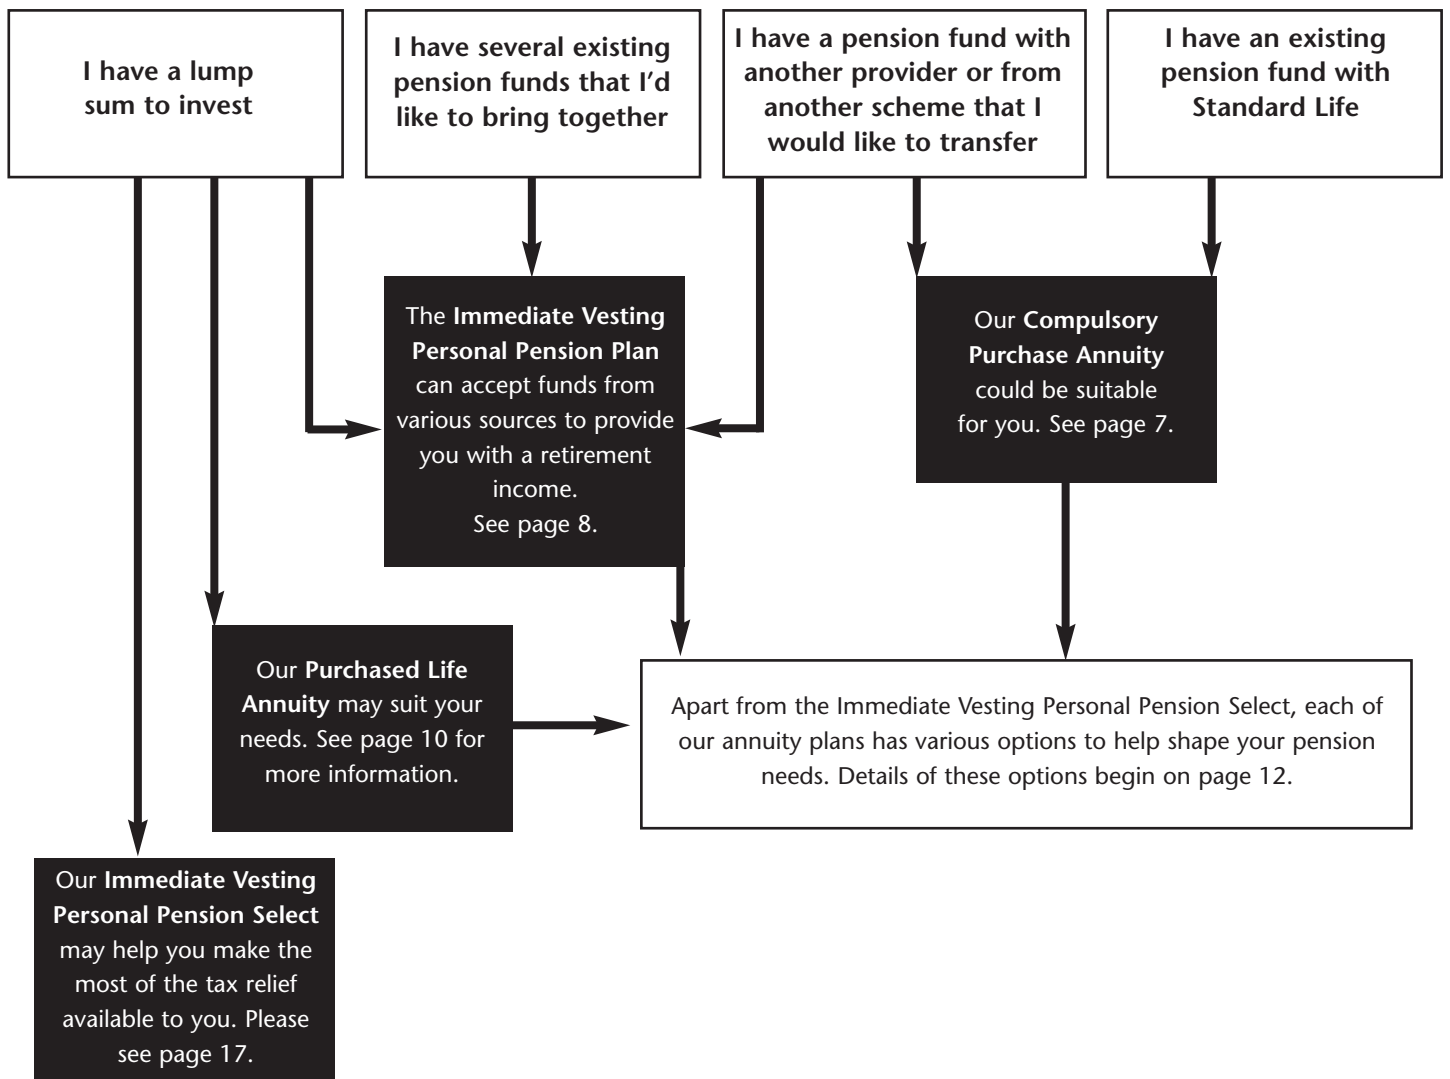 I have a lump
sum to invest
I have several existing
pension funds that I’d
like to bring together
I have a pension fund with
another provider or from
another scheme that I
would like to transfer
I have an existing
pension fund with
Standard Life
The Immediate Vesting
Personal Pension Plan
can accept funds from
various sources to provide
you with a retirement
income.
See page 8.
Our Compulsory
Purchase Annuity
could be suitable
for you. See page 7.
Our Purchased Life
Annuity may suit your
needs. See page 10 for
more information.
Apart from the Immediate Vesting Personal Pension Select, each of
our annuity plans has various options to help shape your pension
needs. Details of these options begin on page 12.
Our Immediate Vesting
Personal Pension Select
may help you make the
most of the tax relief
available to you. Please
see page 17.